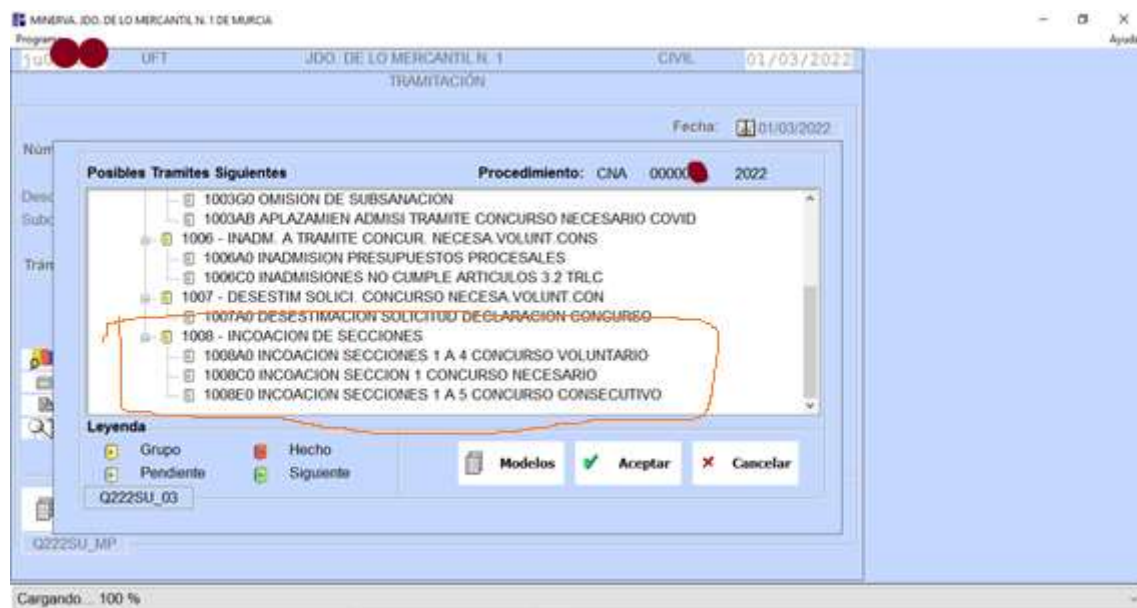 MINERVA. JDO. DE LO MERCANTIL N. 1 DE MURCIA
Ayuda
UFT JDO. DE LO MERCANTIL N. 1 CIVIL 01/03/2022
TRAMITACIÓN
Fecha: 01/03/2022
Posibles Tramites Siguientes Procedimiento: CNA 2022
1003G0 OMISION DE SUBSANACION
1003AB APLAZAMIEN ADMISI TRAMITE CONCURSO NECESARIO COVID
1006 - INADM. A TRAMITE CONCUR. NECESA.VOLUNT.CONS
1006A0 INADMISION PRESUPUESTOS PROCESALES
1006C0 INADMISIONES NO CUMPLE ARTICULOS 3.2 TRLC
1007 - DESESTIM SOLICI. CONCURSO NECESA.VOLUNT.CON
1007A0 DESESTIMACION SOLICITUD DECLARACION CONCURSO
1008 - INCOACION DE SECCIONES
1008A0 INCOACION SECCIONES 1 A 4 CONCURSO VOLUNTARIO
1008C0 INCOACION SECCION 1 CONCURSO NECESARIO
1008E0 INCOACION SECCIONES 1 A 5 CONCURSO CONSECUTIVO
Leyenda
Grupo Hecho
Pendiente Siguiente
Modelos Aceptar Cancelar
Q222SU_03
Q222SU_MP
Cargando... 100 %